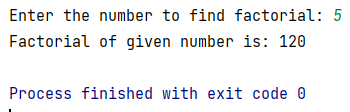 Enter the number to find factorial: 5
Factorial of given number is: 120
Process finished with exit code 0